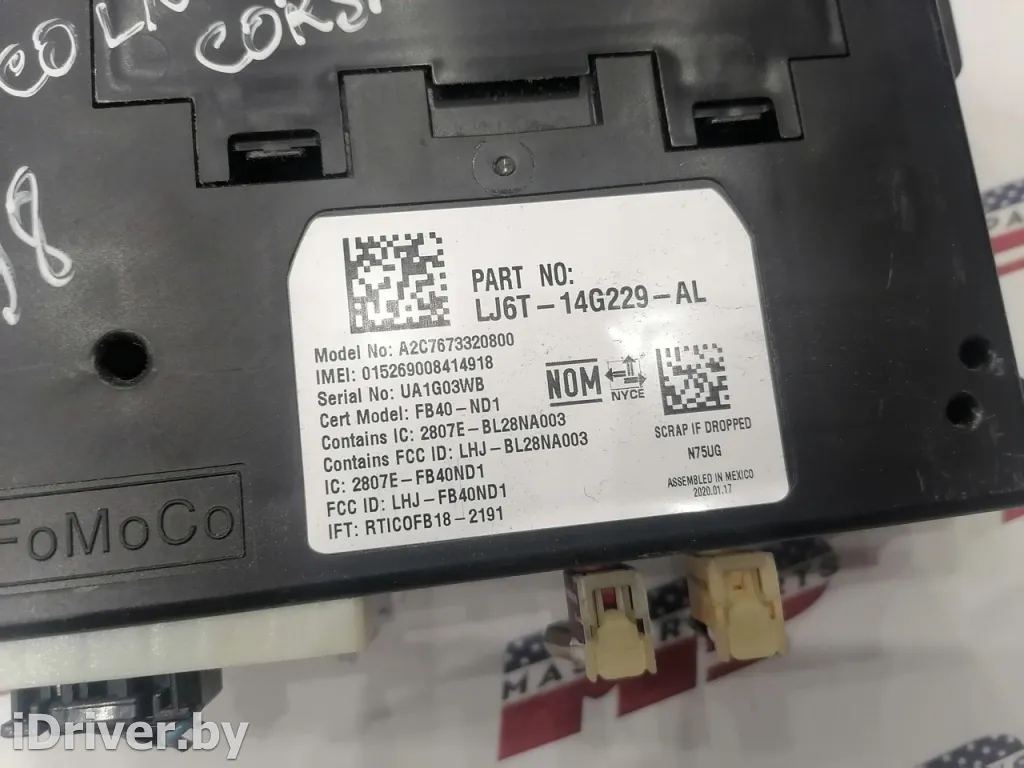 CORS
18
PART NO:
LJ6T-14G229-AL
Model No: A2C7673320800
IMEI: 015269008414918
Serial No: UA1G03WB
Cert Model: FB40-ND1
Contains IC: 2807E-BL28NA003
Contains FCC ID: LHJ-BL28NA003
IC: 2807E-FB40ND1
FCC ID: LHJ-FB40ND1
IFT: RTICOFB18-2191
NOM
NYCE
SCRAP IF DROPPED
N75UG
ASSEMBLED IN MEXICO
2020.01.17
FoMoCo
iDriver.by